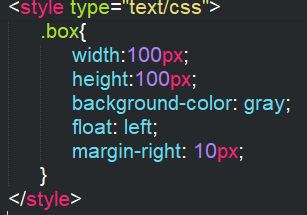 <style type="text/css">
.box{
width:100px;
height:100px;
background-color: gray;
float: left;
margin-right: 10px;
}
</style>